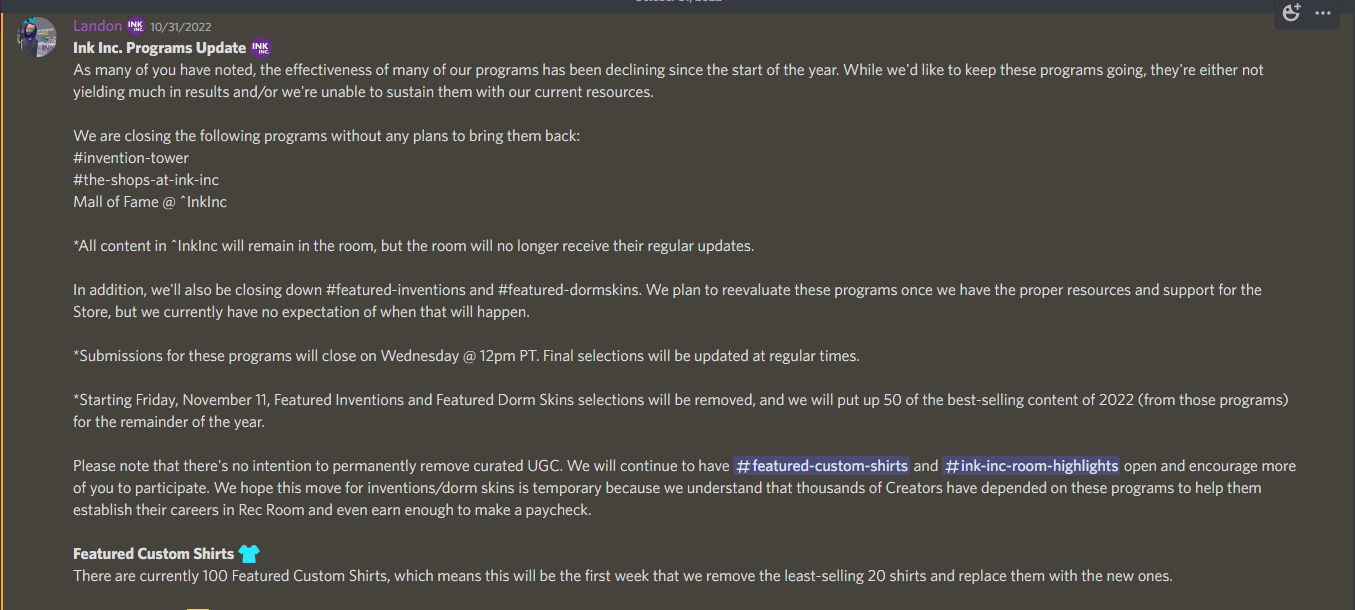 Landon INK INC. 10/31/2022
Ink Inc. Programs Update INK INC.
As many of you have noted, the effectiveness of many of our programs has been declining since the start of the year. While we'd like to keep these programs going, they're either not
yielding much in results and/or we're unable to sustain them with our current resources.
We are closing the following programs without any plans to bring them back:
#invention-tower
#the-shops-at-ink-inc
Mall of Fame @ ^InkInc
*All content in ^InkInc will remain in the room, but the room will no longer receive their regular updates.
In addition, we'll also be closing down #featured-inventions and #featured-dormskins. We plan to reevaluate these programs once we have the proper resources and support for the
Store, but we currently have no expectation of when that will happen.
*Submissions for these programs will close on Wednesday @ 12pm PT. Final selections will be updated at regular times.
*Starting Friday, November 11, Featured Inventions and Featured Dorm Skins selections will be removed, and we will put up 50 of the best-selling content of 2022 (from those programs)
for the remainder of the year.
Please note that there's no intention to permanently remove curated UGC. We will continue to have #featured-custom-shirts and #ink-inc-room-highlights open and encourage more
of you to participate. We hope this move for inventions/dorm skins is temporary because we understand that thousands of Creators have depended on these programs to help them
establish their careers in Rec Room and even earn enough to make a paycheck.
Featured Custom Shirts
There are currently 100 Featured Custom Shirts, which means this will be the first week that we remove the least-selling 20 shirts and replace them with the new ones.